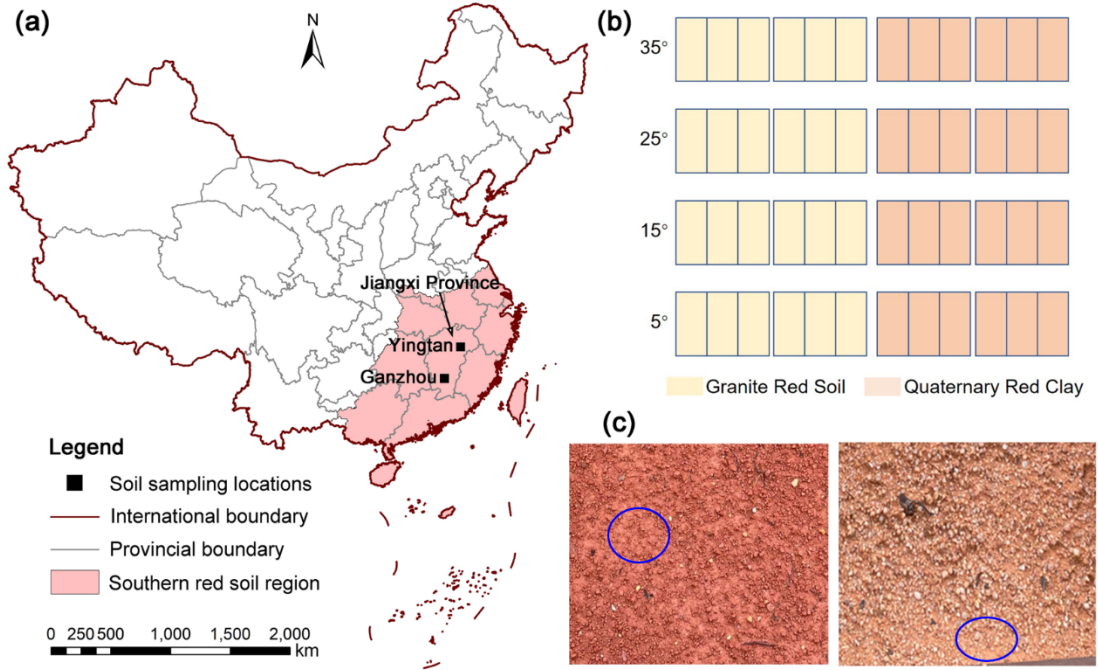 (a)
N
Jiangxi Province
Yingtan
Ganzhou
Legend
Soil sampling locations
International boundary
Provincial boundary
Southern red soil region
0 250 500 1,000 1,500 2,000
km
(b)
35°
25°
15°
5°
Granite Red Soil Quaternary Red Clay
(c)